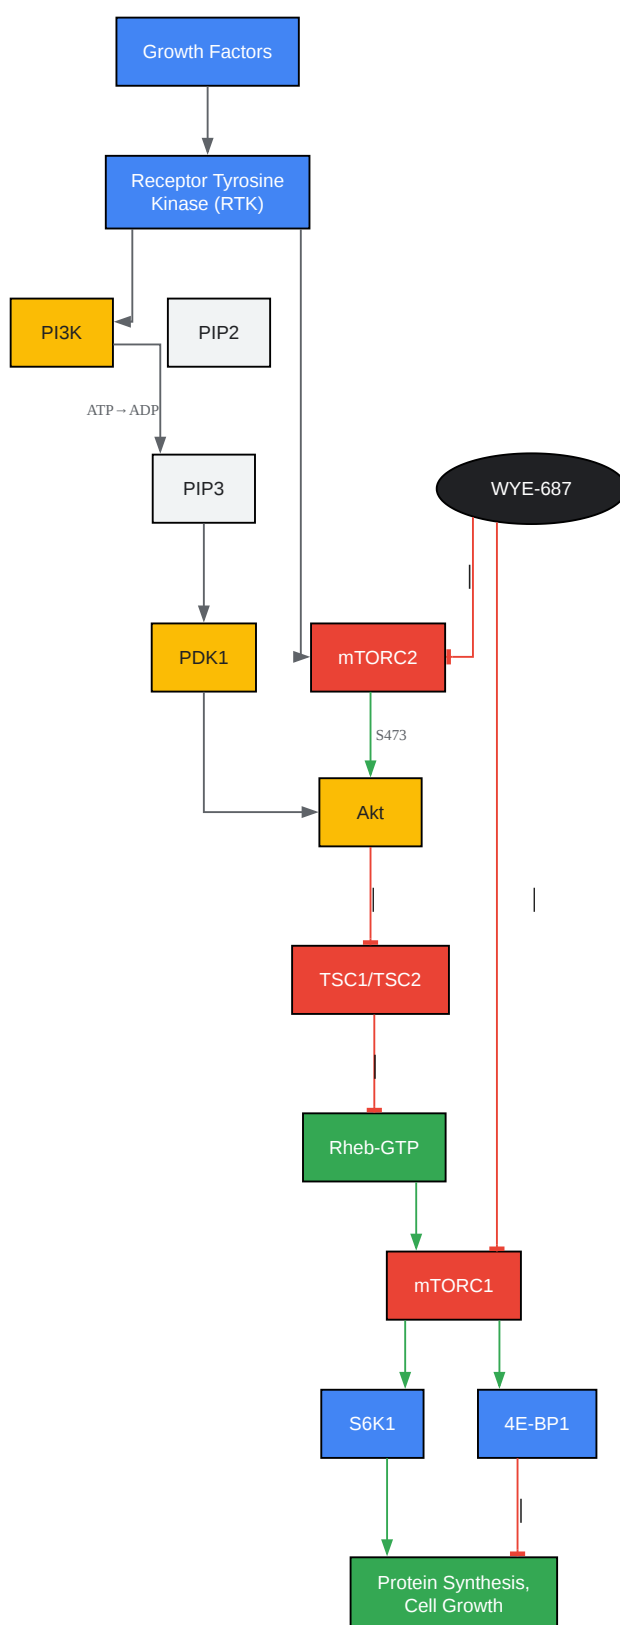 Growth Factors
Receptor Tyrosine
Kinase (RTK)
PI3K
PIP2
ATP→ADP
PIP3
WYE-687
|
PDK1
mTORC2
S473
Akt
|
|
TSC1/TSC2
|
Rheb-GTP
mTORC1
S6K1
4E-BP1
|
Protein Synthesis,
Cell Growth